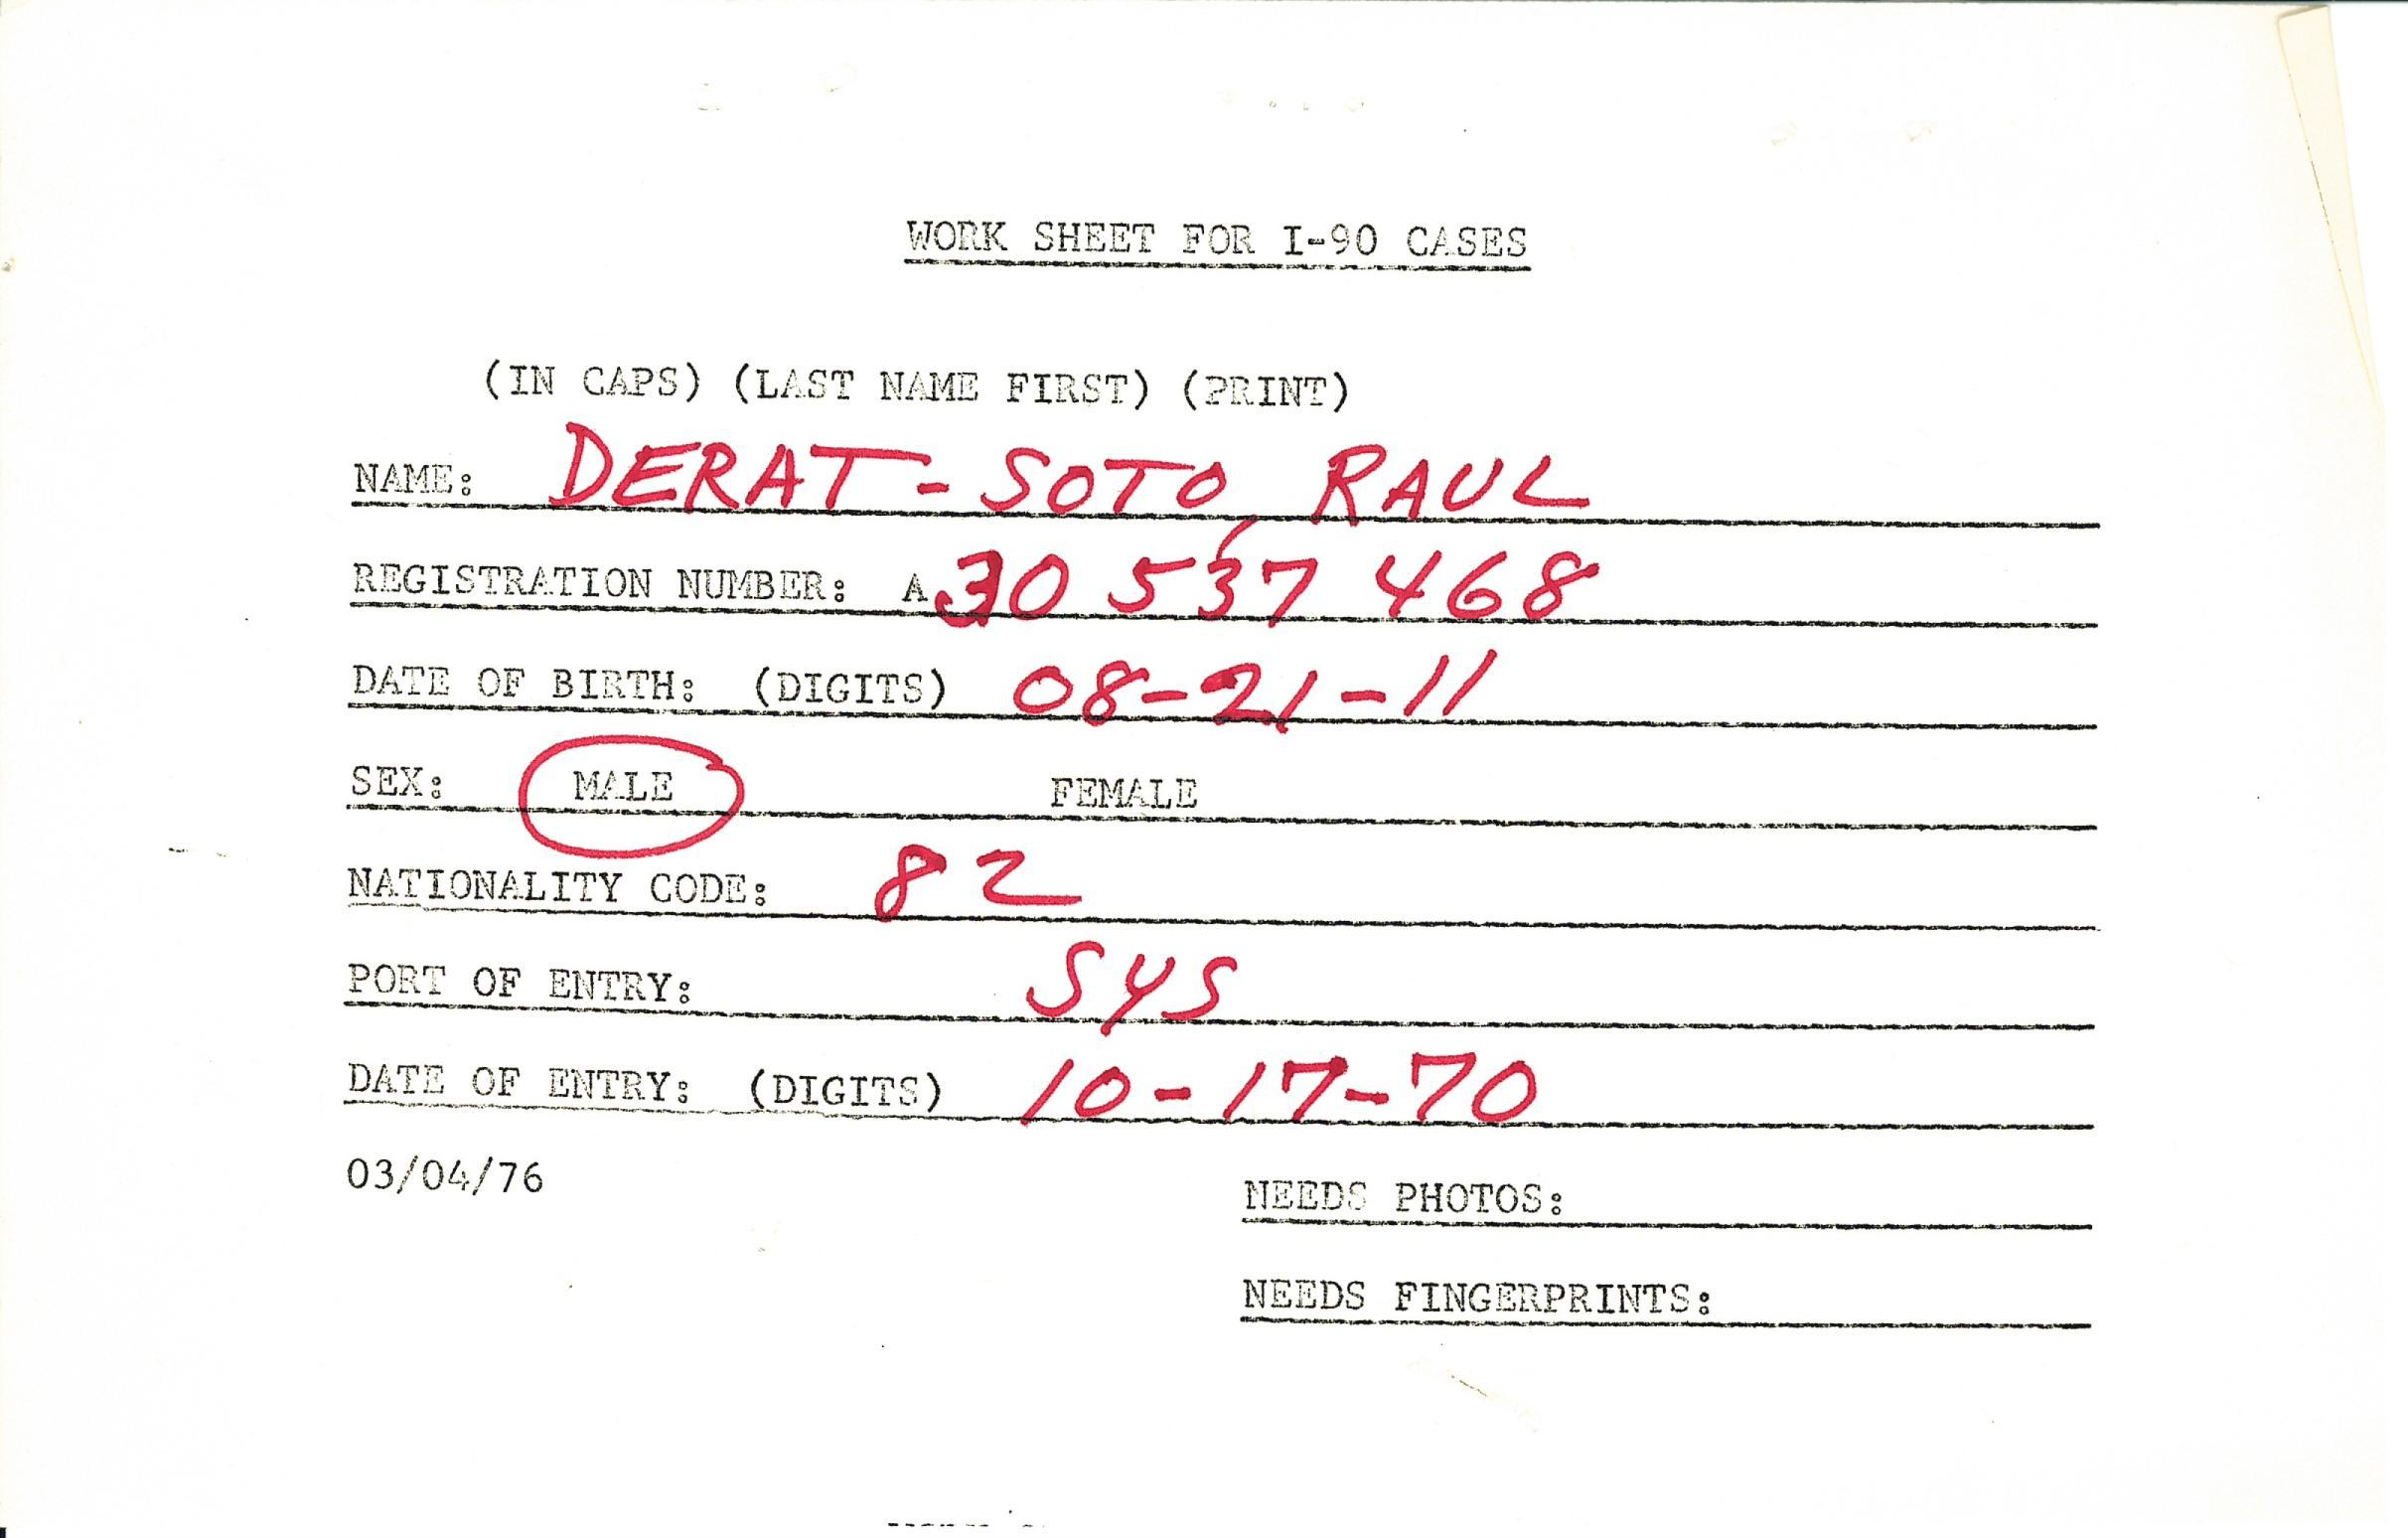 WORK SHEET FOR I-90 CASES
(IN CAPS) (LAST NAME FIRST) (PRINT)
NAME: DERAT-SOTO, RAUL
REGISTRATION NUMBER: A 30 537 468
DATE OF BIRTH: (DIGITS) 08-21-11
SEX: MALE FEMALE
NATIONALITY CODE: 82
PORT OF ENTRY: SYS
DATE OF ENTRY: (DIGITS) 10-17-70
03/04/76
NEEDS PHOTOS:
NEEDS FINGERPRINTS: